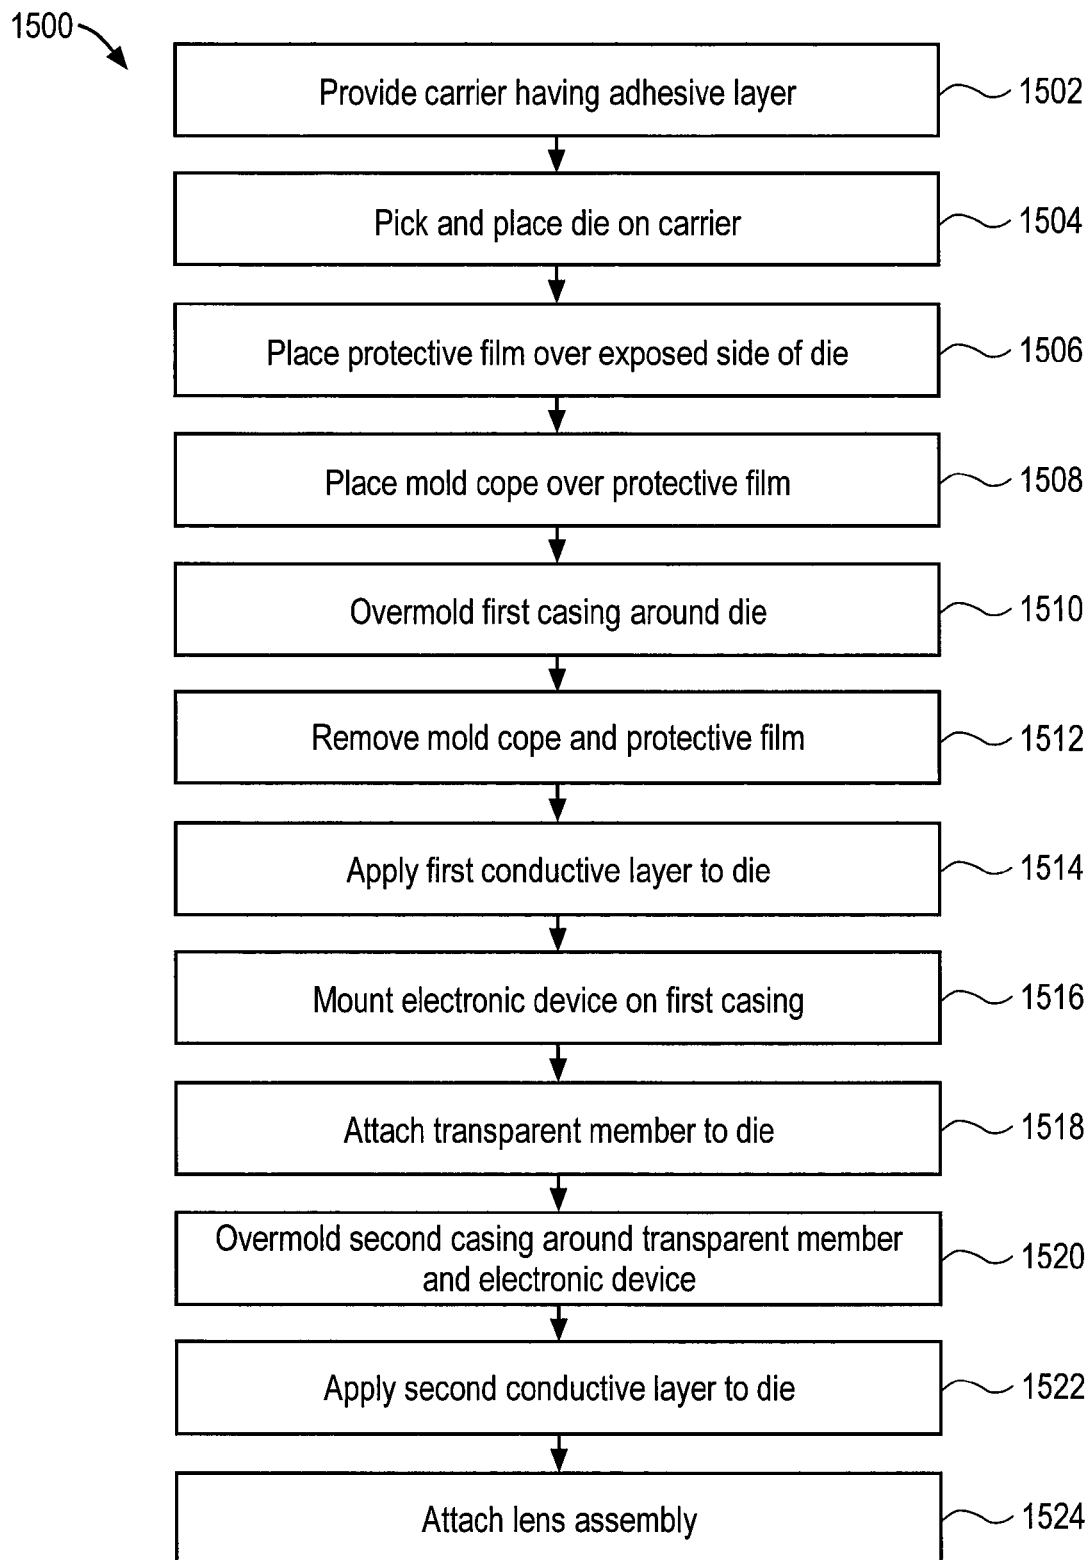 1500
Provide carrier having adhesive layer 1502
Pick and place die on carrier 1504
Place protective film over exposed side of die 1506
Place mold cope over protective film 1508
Overmold first casing around die 1510
Remove mold cope and protective film 1512
Apply first conductive layer to die 1514
Mount electronic device on first casing 1516
Attach transparent member to die 1518
Overmold second casing around transparent member
and electronic device 1520
Apply second conductive layer to die 1522
Attach lens assembly 1524